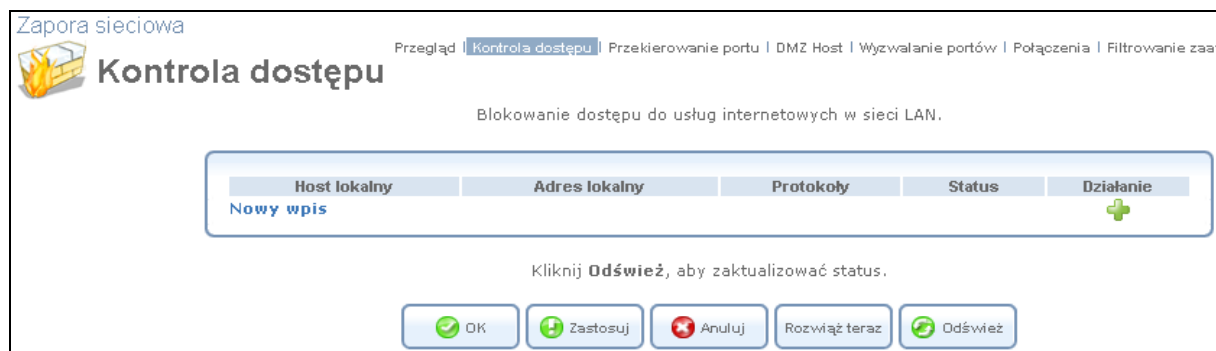 Zapora sieciowa
Przegląd | Kontrola dostępu | Przekierowanie portu | DMZ Host | Wyzwalanie portów | Połączenia | Filtrowanie
Kontrola dostępu
Blokowanie dostępu do usług internetowych w sieci LAN.
Host lokalny Adres lokalny Protokoły Status Działanie
Nowy wpis
Kliknij Odśwież, aby zaktualizować status.
OK Zastosuj Anuluj Rozwiąż teraz Odśwież